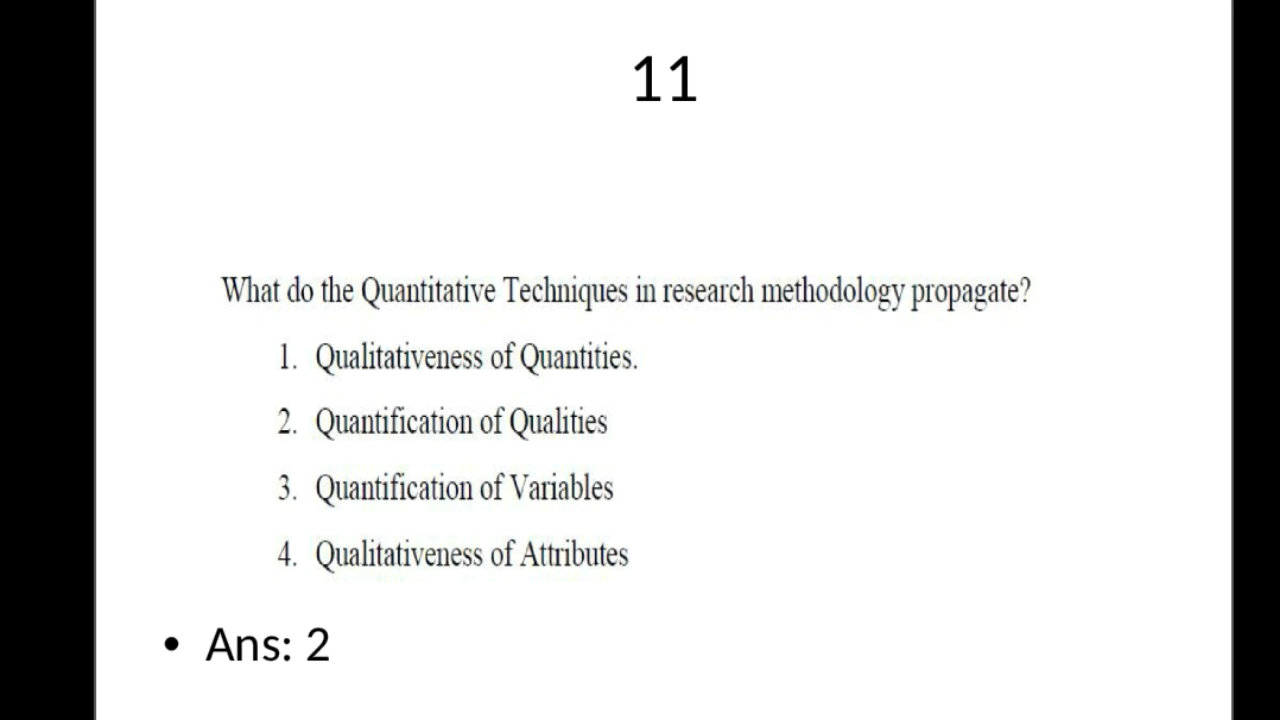 11
What do the Quantitative Techniques in research methodology propagate?
1. Qualitativeness of Quantities.
2. Quantification of Qualities
3. Quantification of Variables
4. Qualitativeness of Attributes
• Ans: 2